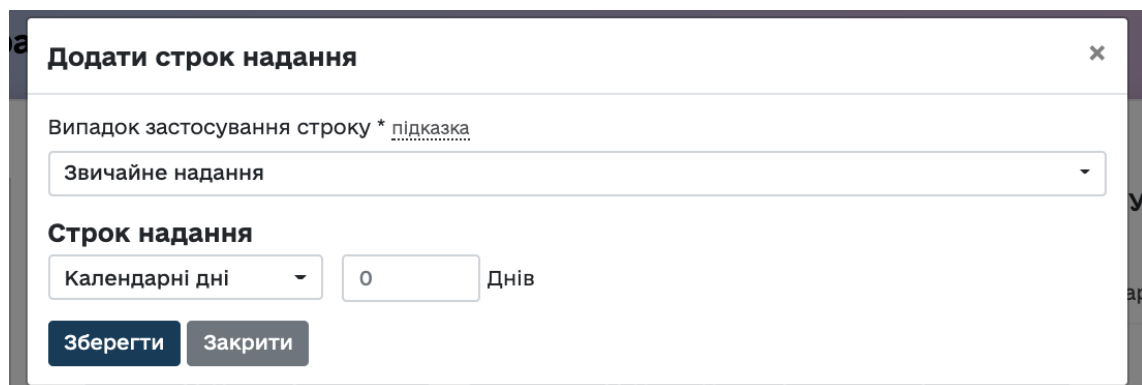 Додати строк надання ×
Випадок застосування строку * підказка
Звичайне надання
Строк надання
Календарні дні 0 Днів
Зберегти Закрити